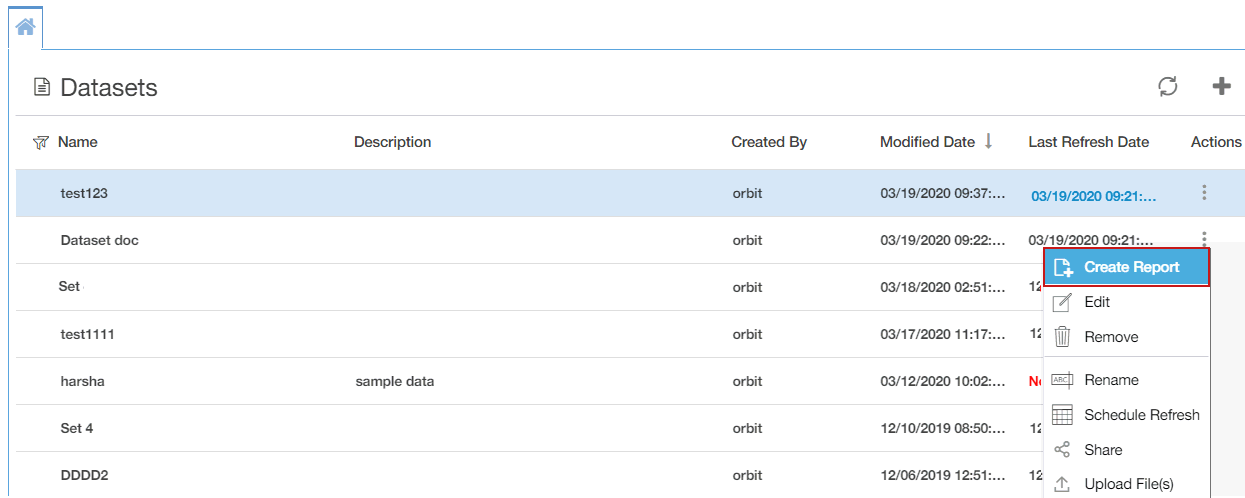 Datasets
Name Description Created By Modified Date Last Refresh Date Actions
test123 orbit 03/19/2020 09:37:... 03/19/2020 09:21:...
Dataset doc orbit 03/19/2020 09:22:... 03/19/2020 09:21:...
Create Report
Set orbit 03/18/2020 02:51:... 12
Edit
test1111 orbit 03/17/2020 11:17:... 12
Remove
harsha sample data orbit 03/12/2020 10:02:...
ABC Rename
Schedule Refresh
Set 4 orbit 12/10/2019 08:50:... 12
Share
DDDD2 orbit 12/06/2019 12:51:... 12
Upload File(s)